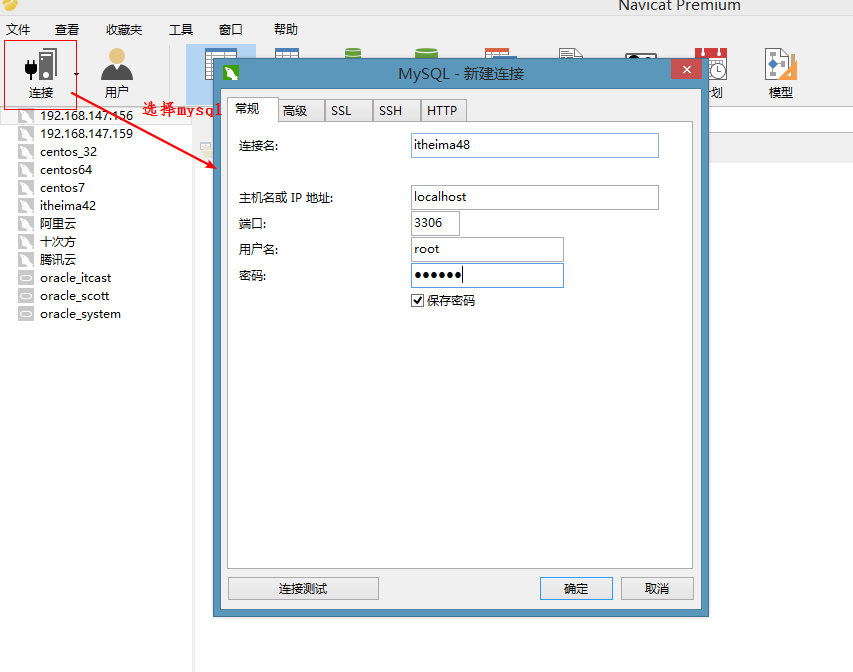 Navicat Premium
文件 查看 收藏夹 工具 窗口 帮助
连接 用户 划 模型
选择mysql
MySQL - 新建连接
常规 高级 SSL SSH HTTP
连接名: itheima48
主机名或 IP 地址: localhost
端口: 3306
用户名: root
密码: ●●●●●●
保存密码
连接测试 确定 取消
192.168.147.156
192.168.147.159
centos_32
centos64
centos7
itheima42
阿里云
十次方
腾讯云
oracle_itcast
oracle_scott
oracle_system